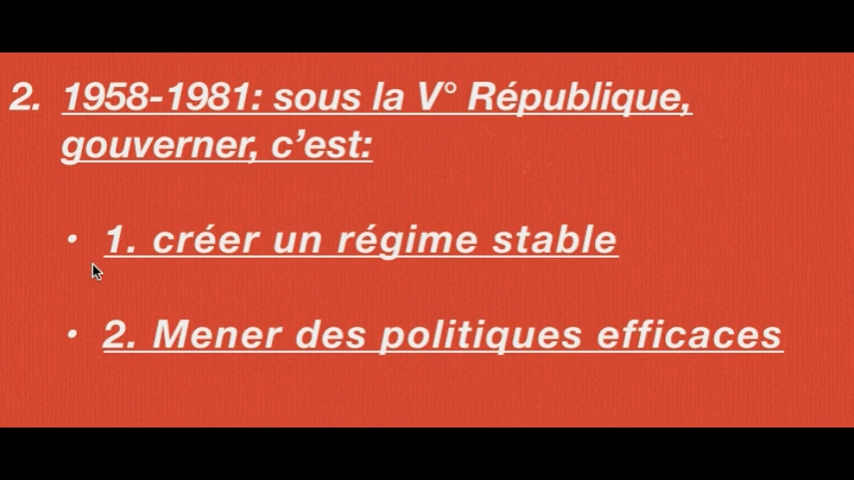 2. 1958-1981: sous la V° République,
gouverner, c’est:
• 1. créer un régime stable
• 2. Mener des politiques efficaces